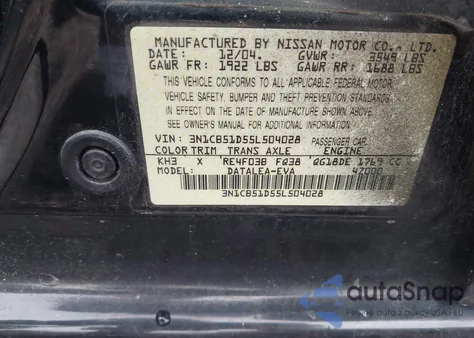 MANUFACTURED BY NISSAN MOTOR CO., LTD.
DATE: 12/04. GVWR: 3549 LBS
GAWR FR: 1922 LBS GAWR RR: 1688 LBS
THIS VEHICLE CONFORMS TO ALL APPLICABLE FEDERAL MOTOR
VEHICLE SAFETY, BUMPER AND THEFT PREVENTION STANDARDS
IN EFFECT ON THE DATE OF MANUFACTURE SHOWN ABOVE.
SEE OWNER'S MANUAL FOR ADDITIONAL INFORMATION
VIN: 3N1CB51D55L504028 PASSENGER CAR
COLOR TRIM TRANS AXLE ENGINE
KH3 X RE4F03B FQ38 QG18DE 1769 CC
MODEL: DATALEA-EVA 47000
3N1CB51D55L504028
autoSnap
USA / EU